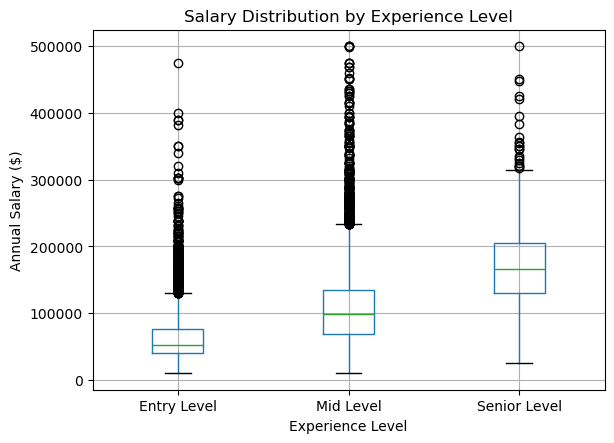 Salary Distribution by Experience Level
500000
400000
300000
200000
100000
0
Annual Salary ($)
Entry Level
Mid Level
Senior Level
Experience Level